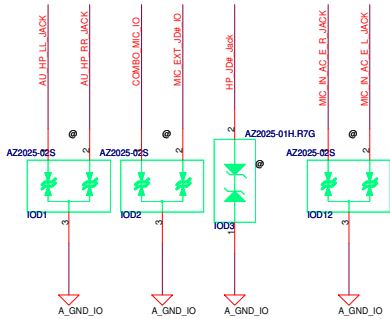 AU_HP_LL_JACK
AU_HP_RR_JACK
COMBO_MIC_IO
MIC_EXT_JD#_IO
HP_JD#_Jack
MIC_IN_AC_E_R_JACK
MIC_IN_AC_E_L_JACK
@
@
2
AZ2025-01H.R7G
@
AZ2025-02S
1
2
AZ2025-02S
1
2
@
AZ2025-02S
1
2
IOD1
IOD2
IOD3
IOD12
3
3
1
3
A_GND_IO
A_GND_IO
A_GND_IO
A_GND_IO